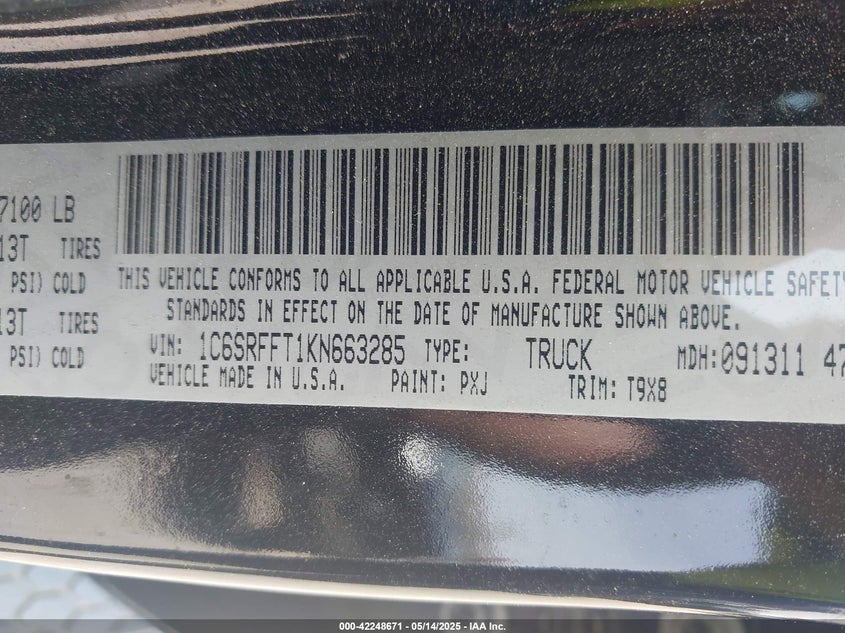 7100 LB
13T TIRES
PSI) COLD
13T TIRES
PSI) COLD
THIS VEHICLE CONFORMS TO ALL APPLICABLE U.S.A. FEDERAL MOTOR VEHICLE SAFETY
STANDARDS IN EFFECT ON THE DATE OF MANUFACTURE SHOWN ABOVE.
VIN: 1C6SRFFT1KN663285 TYPE: TRUCK MDH:091311 47
VEHICLE MADE IN U.S.A. PAINT: PXJ TRIM: T9X8
000-42248671 - 05/14/2025 - IAA Inc.